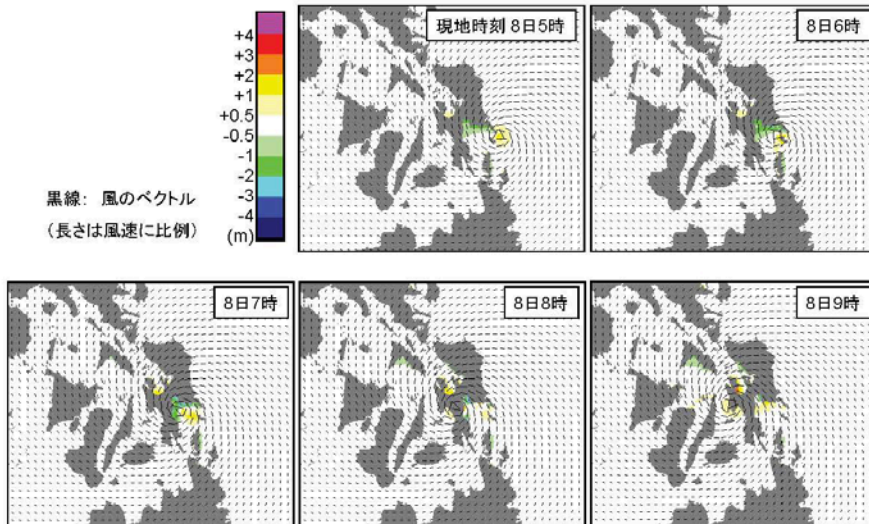 +4
+3
+2
+1
+0.5
-0.5
-1
-2
-3
-4
(m)
黒線： 風のベクトル
（長さは風速に比例）
現地時刻 8日5時
8日6時
8日7時
8日8時
8日9時